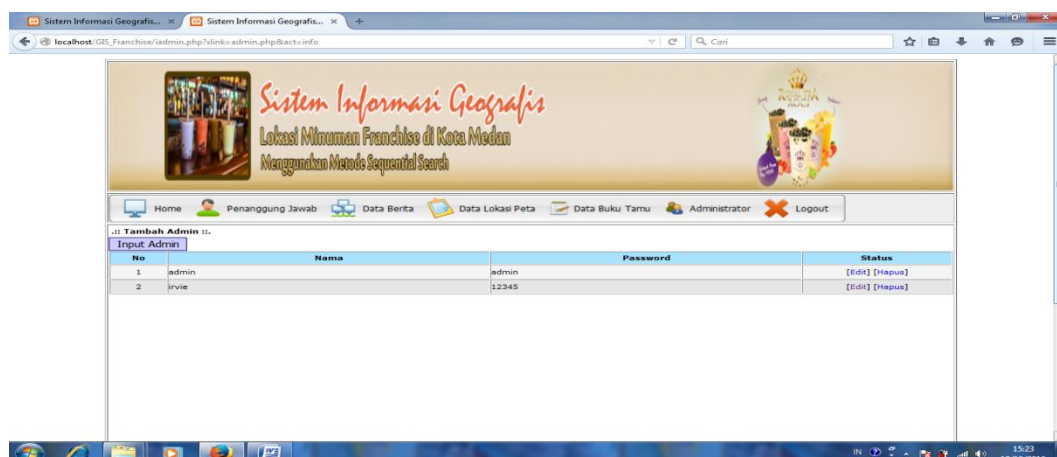 Sistem Informasi Geografis... × Sistem Informasi Geografis... × +
localhost/GIS_Franchise/iadmin.php?slink=admin.php&act=info Cari
Sistem Informasi Geografis
Lokasi Minuman Franchise di Kota Medan
Menggunakan Metode Sequential Search
Home Penanggung Jawab Data Berita Data Lokasi Peta Data Buku Tamu Administrator Logout
.:: Tambah Admin ::.
Input Admin
No Nama Password Status
1 admin admin [Edit] [Hapus]
2 irvie 12345 [Edit] [Hapus]
IN 15:23